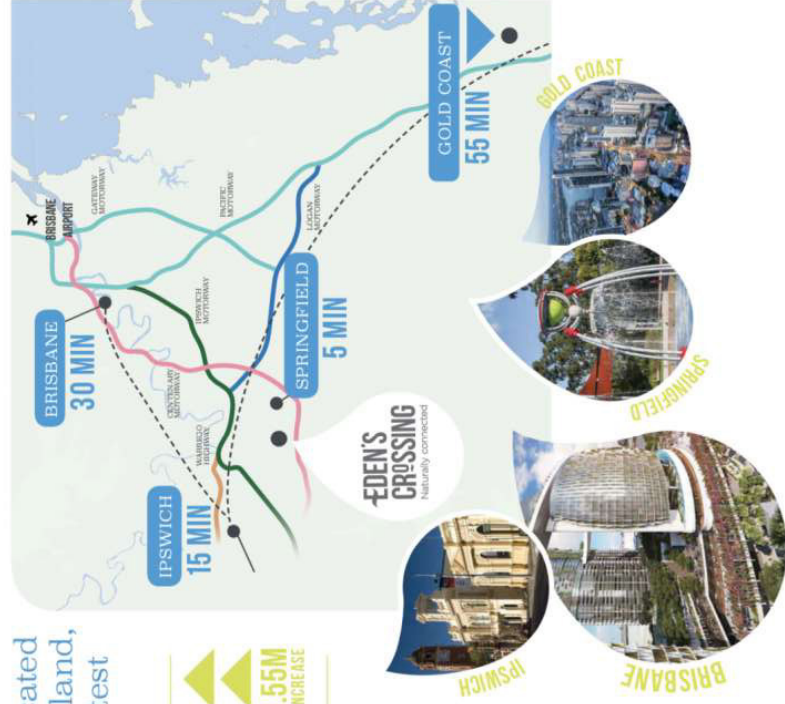 ated
land,
est
.55M
NCREASE
BRISBANE
AIRPORT
GATEWAY
MOTORWAY
BRISBANE
30 MIN
PACIFIC
MOTORWAY
IPSWICH
MOTORWAY
CENTENARY
MOTORWAY
LOGAN
MOTORWAY
WARREGO
HIGHWAY
IPSWICH
15 MIN
SPRINGFIELD
5 MIN
GOLD COAST
55 MIN
EDEN'S
CROSSING
Naturally connected
IPSWICH
BRISBANE
SPRINGFIELD
GOLD COAST